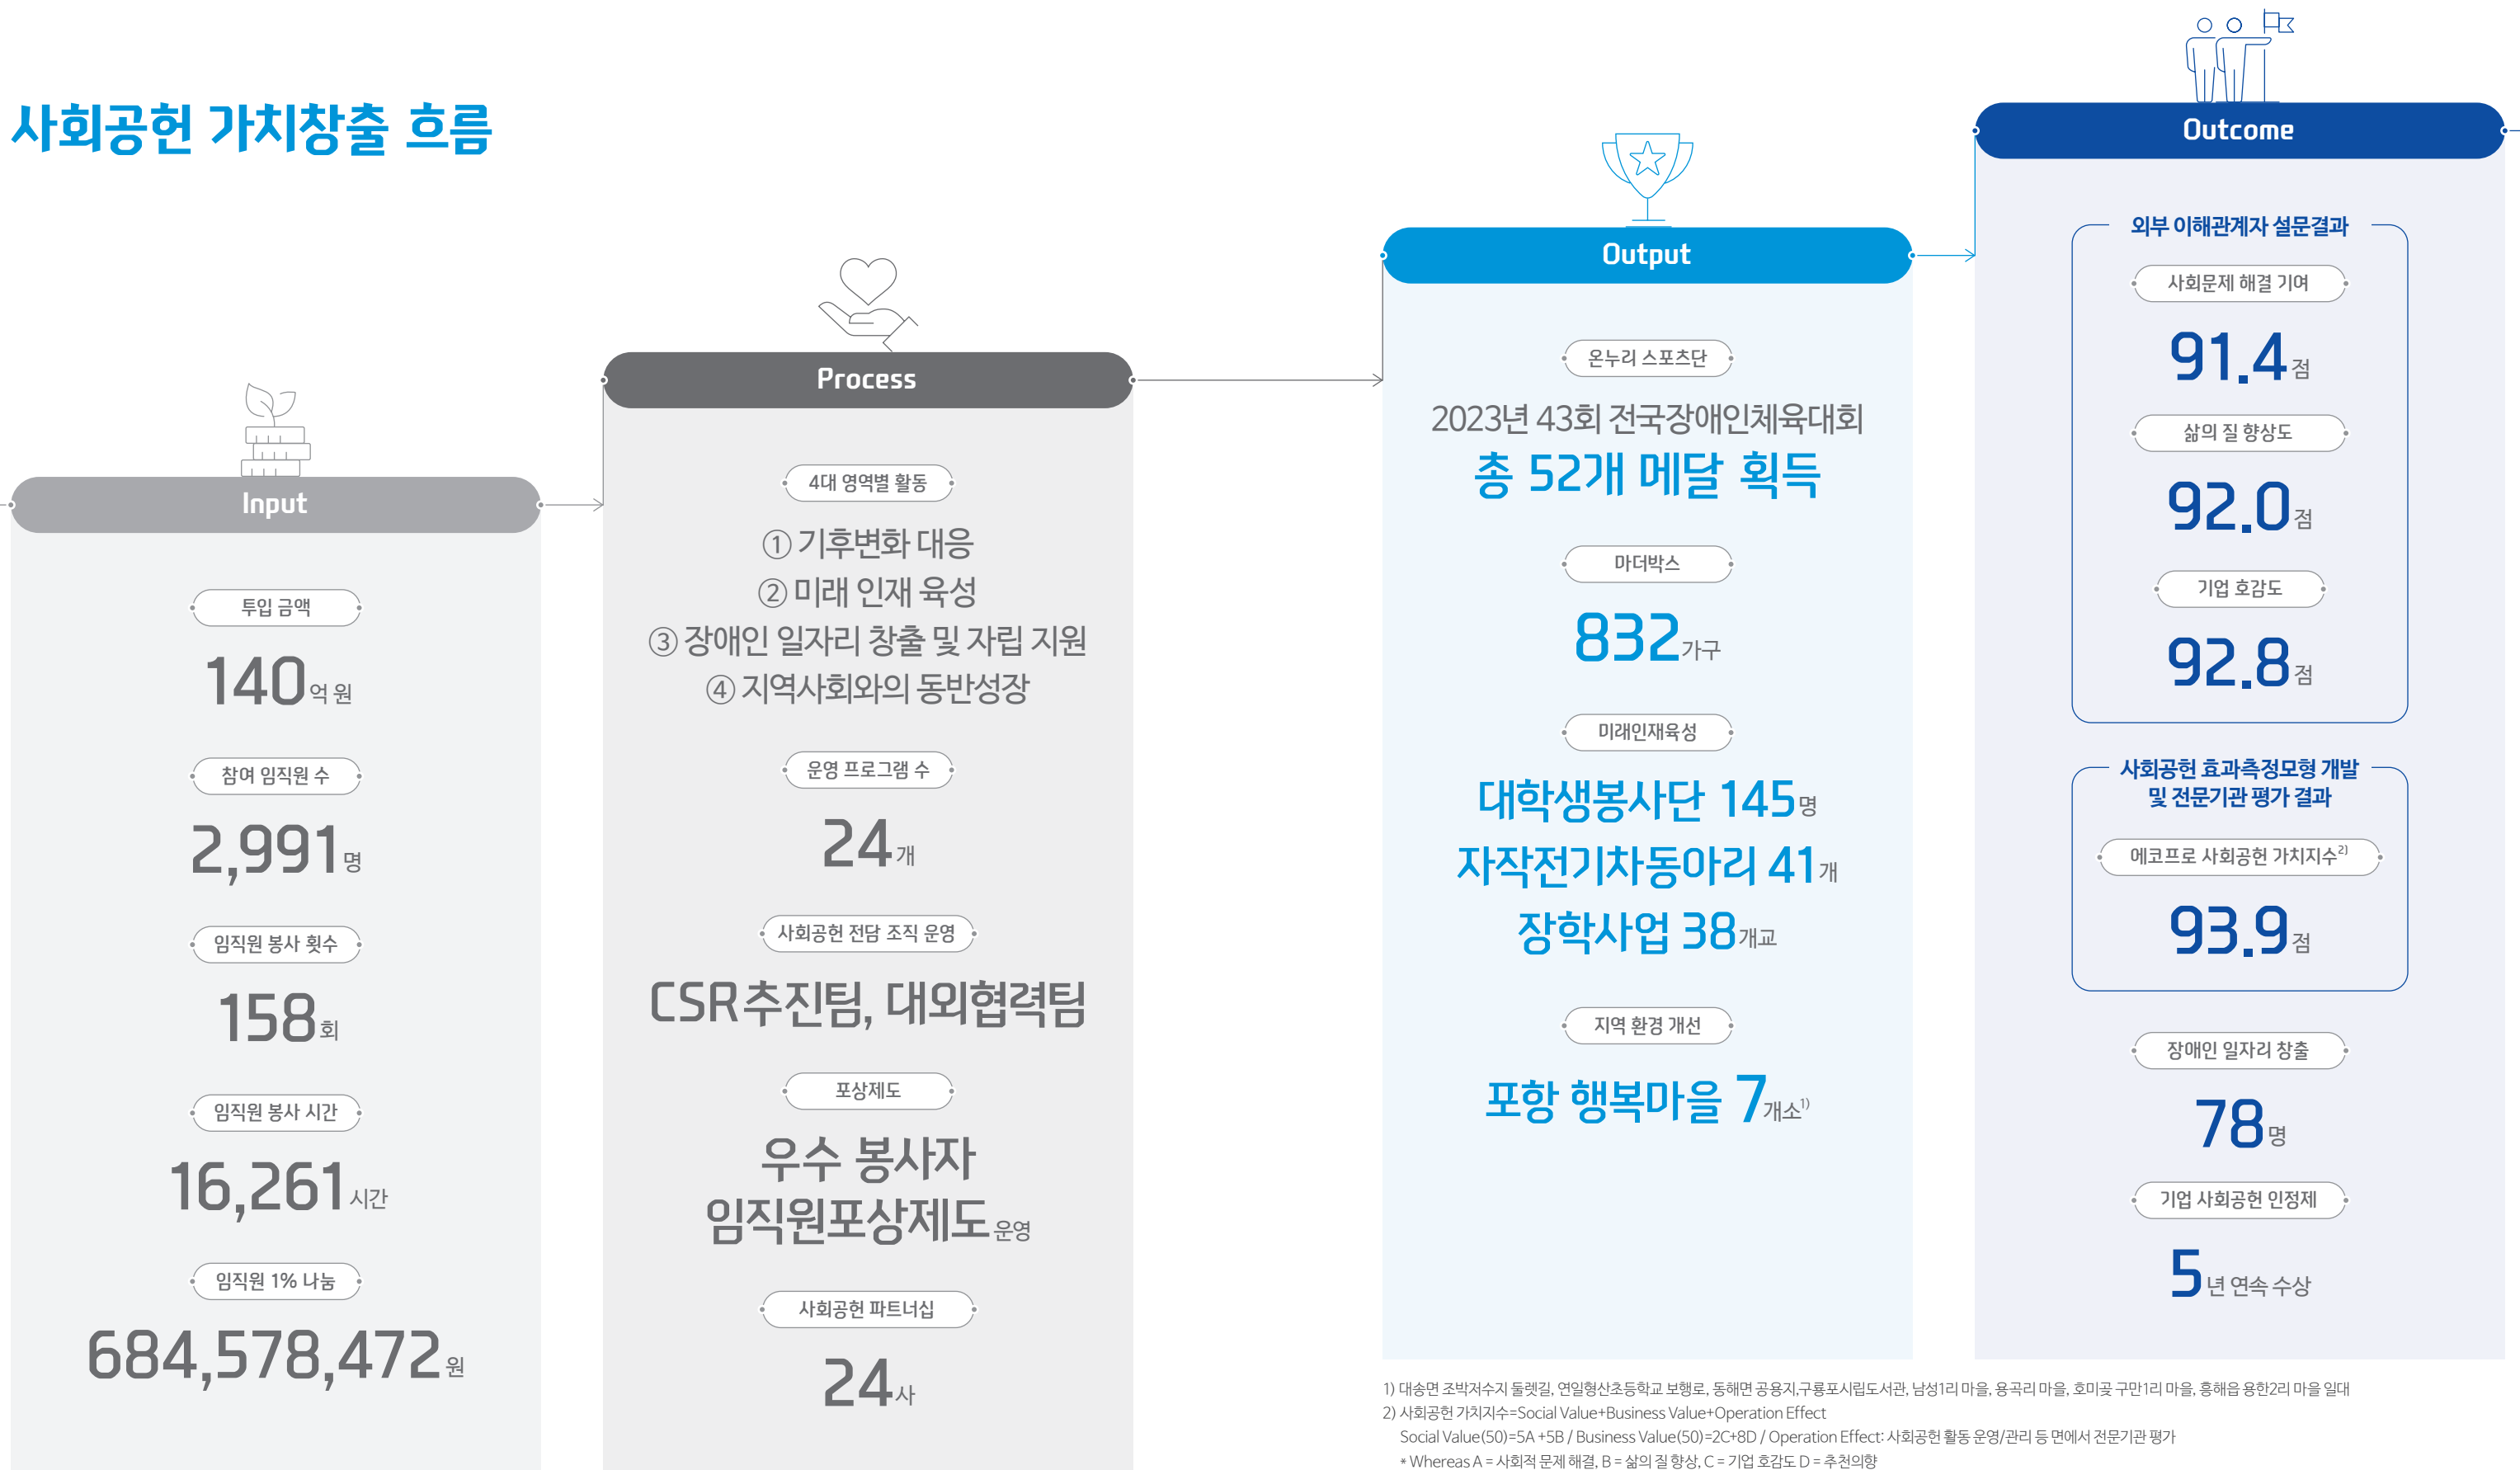 사회공헌 가치창출 흐름
Input
투입 금액
140억 원
참여 임직원 수
2,991명
임직원 봉사 횟수
158회
임직원 봉사 시간
16,261시간
임직원 1% 나눔
684,578,472원
Process
4대 영역별 활동
① 기후변화 대응
② 미래 인재 육성
③ 장애인 일자리 창출 및 자립 지원
④ 지역사회와의 동반성장
운영 프로그램 수
24개
사회공헌 전담 조직 운영
CSR추진팀, 대외협력팀
포상제도
우수 봉사자
임직원포상제도 운영
사회공헌 파트너십
24사
Output
온누리 스포츠단
2023년 43회 전국장애인체육대회
총 52개 메달 획득
마더박스
832가구
미래인재육성
대학생봉사단 145명
자작전기차동아리 41개
장학사업 38개교
지역 환경 개선
포항 행복마을 7개소1)
Outcome
외부 이해관계자 설문결과
사회문제 해결 기여
91.4점
삶의 질 향상도
92.0점
기업 호감도
92.8점
사회공헌 효과측정모형 개발
및 전문기관 평가 결과
에코프로 사회공헌 가치지수2)
93.9점
장애인 일자리 창출
78명
기업 사회공헌 인정제
5년 연속 수상
1) 대송면 조박저수지 둘렛길, 연일형산초등학교 보행로, 동해면 공용지,구룡포시립도서관, 남성1리 마을, 용곡리 마을, 호미곶 구만1리 마을, 흥해읍 용한2리 마을 일대
2) 사회공헌 가치지수=Social Value+Business Value+Operation Effect
Social Value(50)=5A +5B / Business Value(50)=2C+8D / Operation Effect: 사회공헌 활동 운영/관리 등 면에서 전문기관 평가
* Whereas A = 사회적 문제 해결, B = 삶의 질 향상, C = 기업 호감도 D = 추천의향